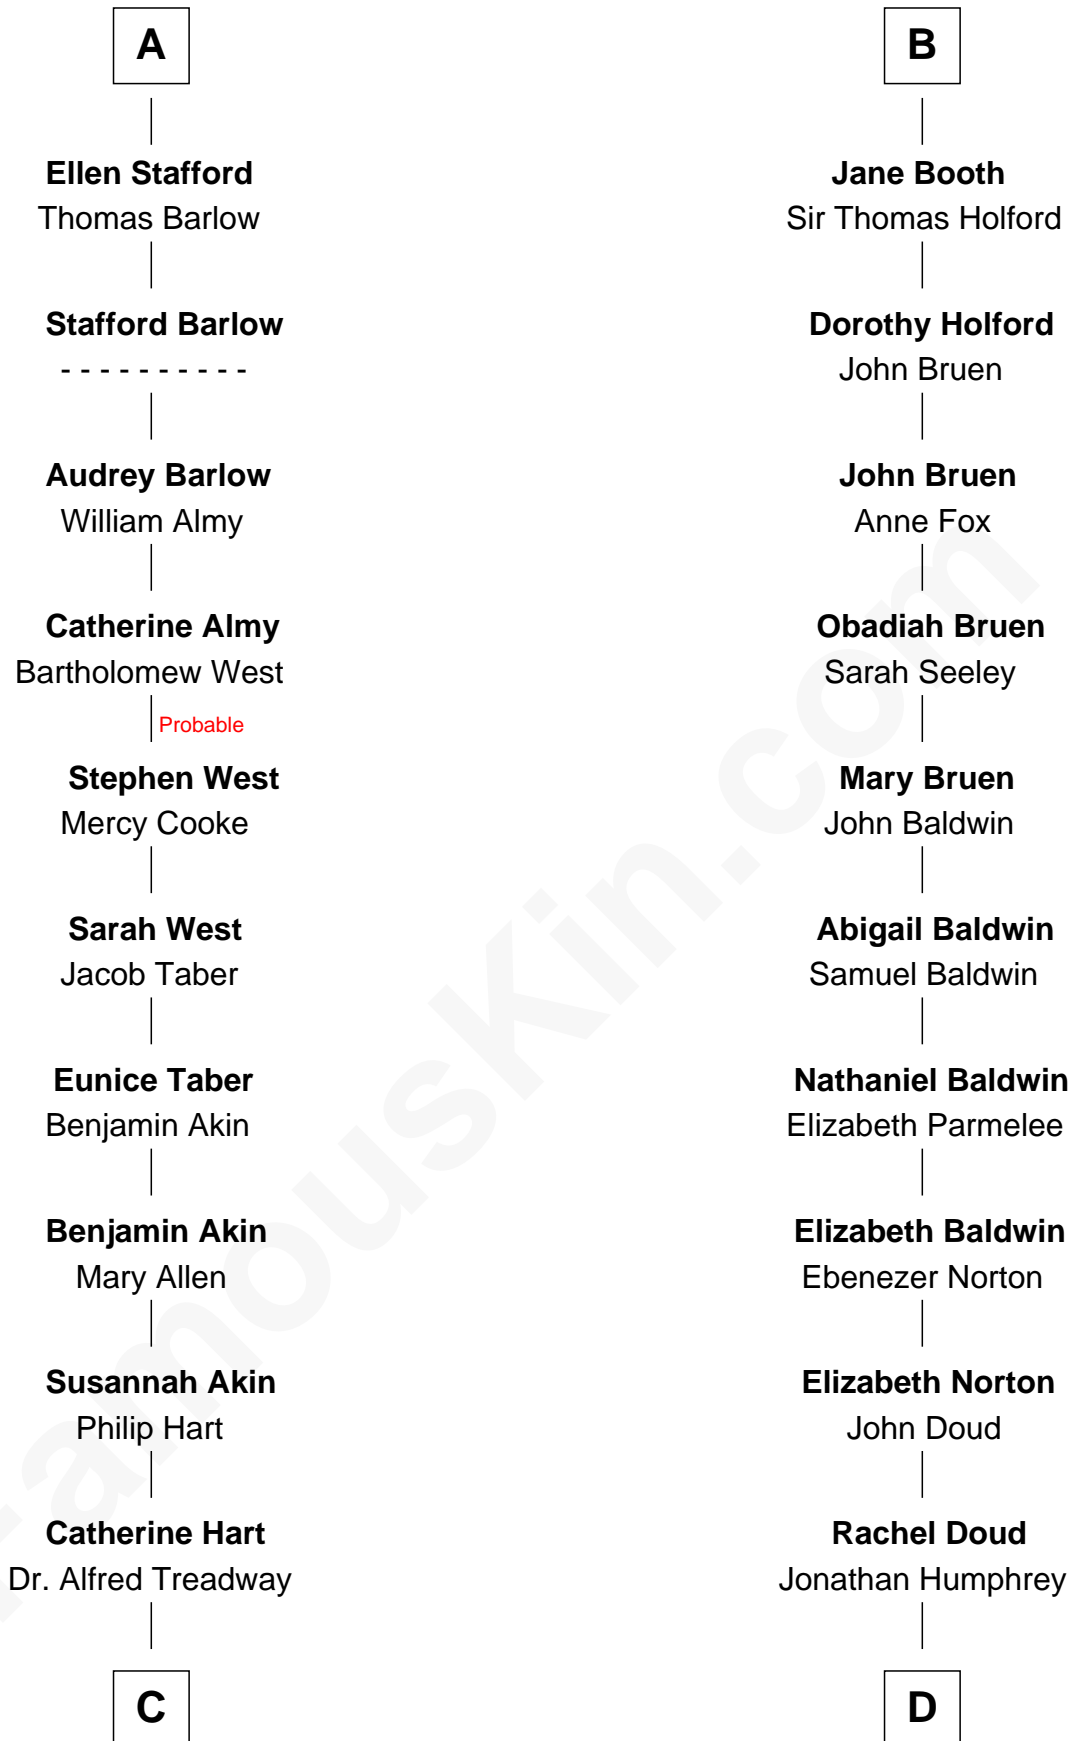 A
Ellen Stafford
Thomas Barlow
Stafford Barlow
- - - - - - - - - -
Audrey Barlow
William Almy
Catherine Almy
Bartholomew West
Probable
Stephen West
Mercy Cooke
Sarah West
Jacob Taber
Eunice Taber
Benjamin Akin
Benjamin Akin
Mary Allen
Susannah Akin
Philip Hart
Catherine Hart
Dr. Alfred Treadway
C
B
Jane Booth
Sir Thomas Holford
Dorothy Holford
John Bruen
John Bruen
Anne Fox
Obadiah Bruen
Sarah Seeley
Mary Bruen
John Baldwin
Abigail Baldwin
Samuel Baldwin
Nathaniel Baldwin
Elizabeth Parmelee
Elizabeth Baldwin
Ebenezer Norton
Elizabeth Norton
John Doud
Rachel Doud
Jonathan Humphrey
D
FamousKin.com